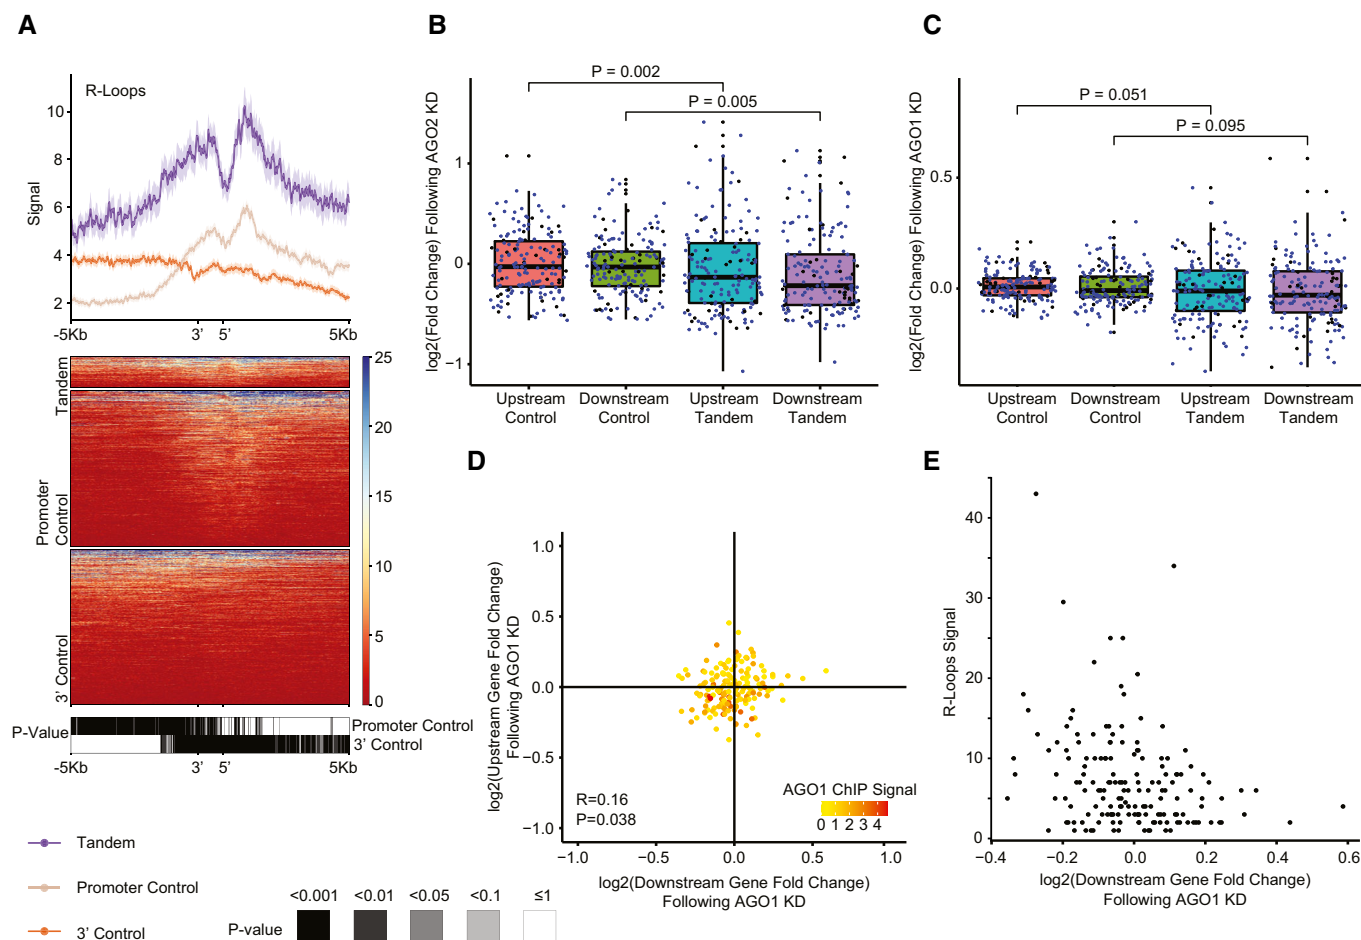 A
R-Loops
Signal
10
8
6
4
2
-5Kb
3'
5'
5Kb
Tandem
Promoter
Control
3' Control
25
20
15
10
5
0
P-Value
Promoter Control
3' Control
-5Kb
3'
5'
5Kb
Tandem
Promoter Control
3' Control
P-value
<0.001
<0.01
<0.05
<0.1
≤1
B
log2(Fold Change) Following AGO2 KD
P = 0.002
P = 0.005
1
0
−1
Upstream
Control
Downstream
Control
Upstream
Tandem
Downstream
Tandem
C
log2(Fold Change) Following AGO1 KD
P = 0.051
P = 0.095
0.5
0.0
Upstream
Control
Downstream
Control
Upstream
Tandem
Downstream
Tandem
D
log2(Upstream Gene Fold Change)
Following AGO1 KD
1.0
0.5
0.0
−0.5
−1.0
R=0.16
P=0.038
AGO1 ChIP Signal
0 1 2 3 4
−1.0
−0.5
0.0
0.5
1.0
log2(Downstream Gene Fold Change)
Following AGO1 KD
E
R-Loops Signal
40
30
20
10
0
−0.4
−0.2
0.0
0.2
0.4
0.6
log2(Downstream Gene Fold Change)
Following AGO1 KD